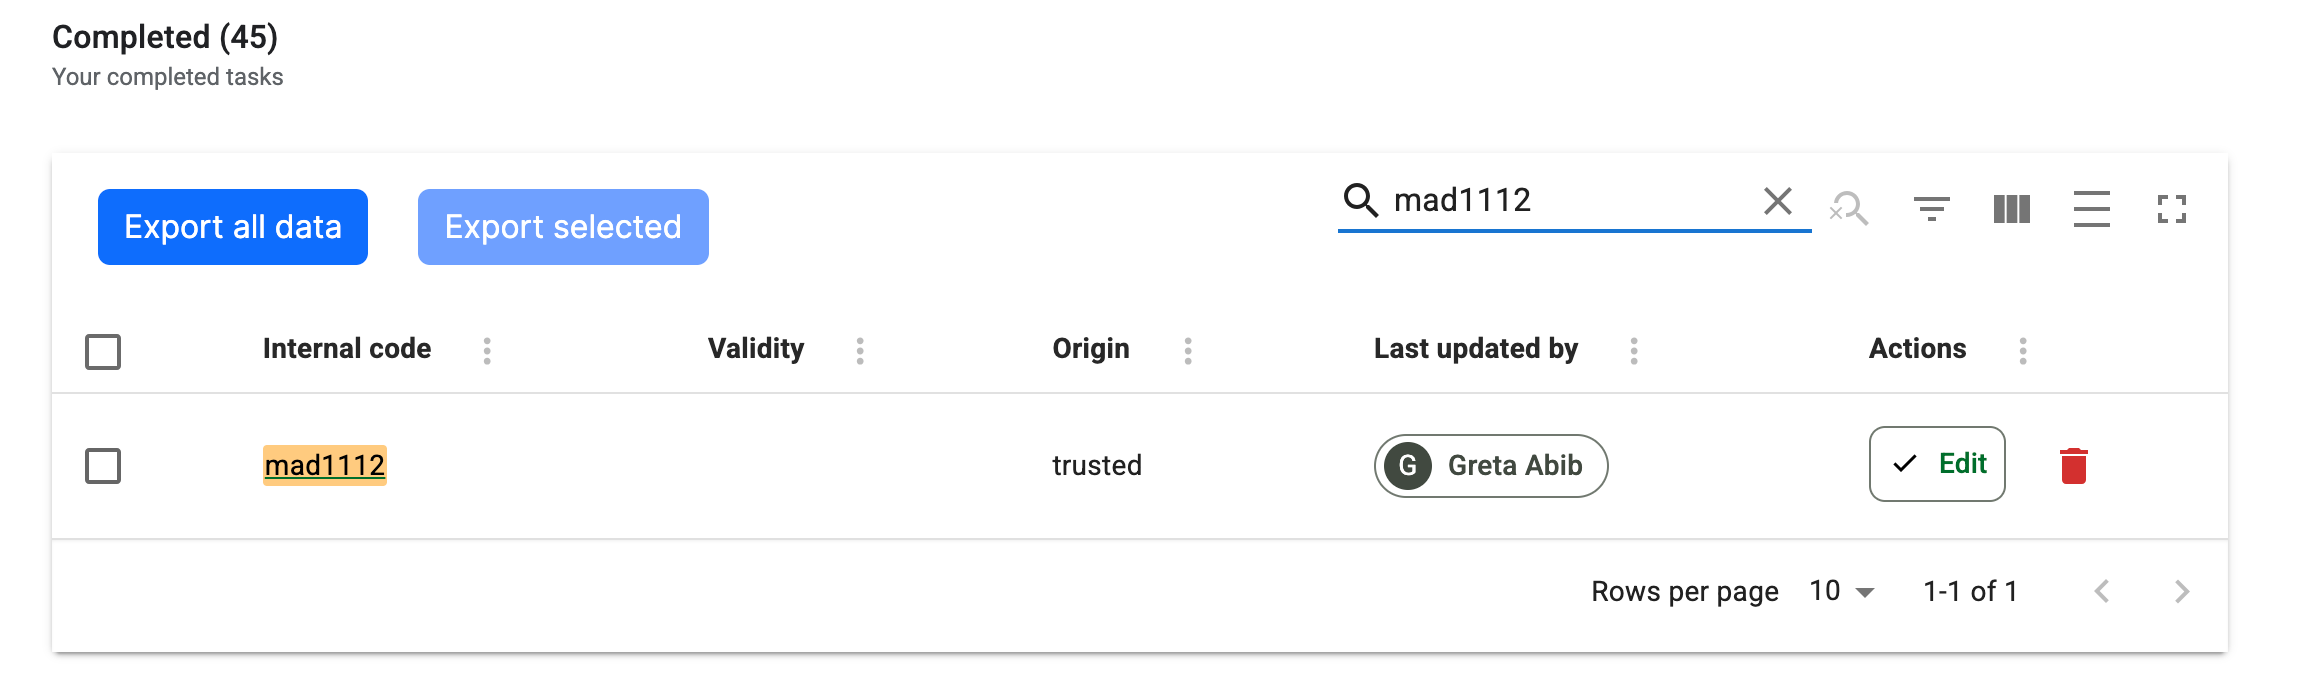 Completed (45)
Your completed tasks
Export all data Export selected mad1112
Internal code Validity Origin Last updated by Actions
mad1112 trusted G Greta Abib Edit
Rows per page 10 1-1 of 1